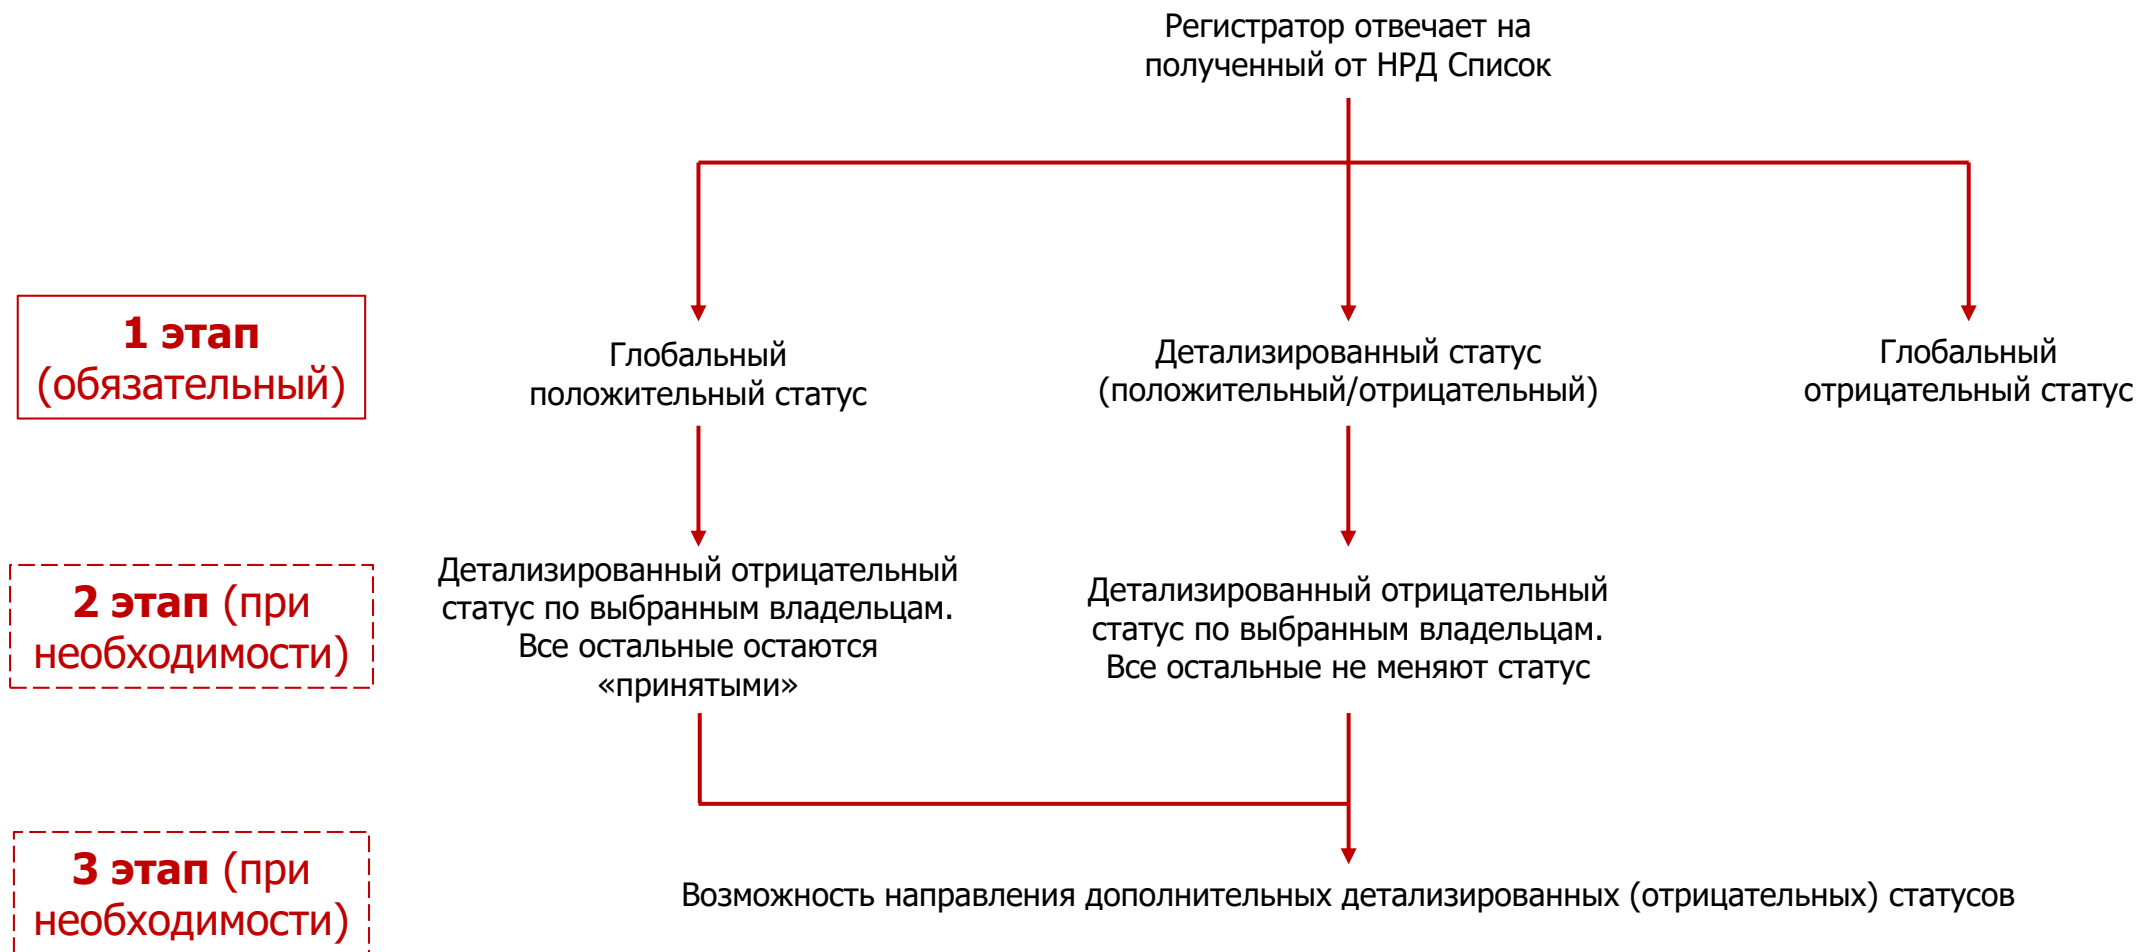 Регистратор отвечает на
полученный от НРД Список
1 этап
(обязательный)
Глобальный
положительный статус
Детализированный статус
(положительный/отрицательный)
Глобальный
отрицательный статус
2 этап (при
необходимости)
Детализированный отрицательный
статус по выбранным владельцам.
Все остальные остаются
«принятыми»
Детализированный отрицательный
статус по выбранным владельцам.
Все остальные не меняют статус
3 этап (при
необходимости)
Возможность направления дополнительных детализированных (отрицательных) статусов